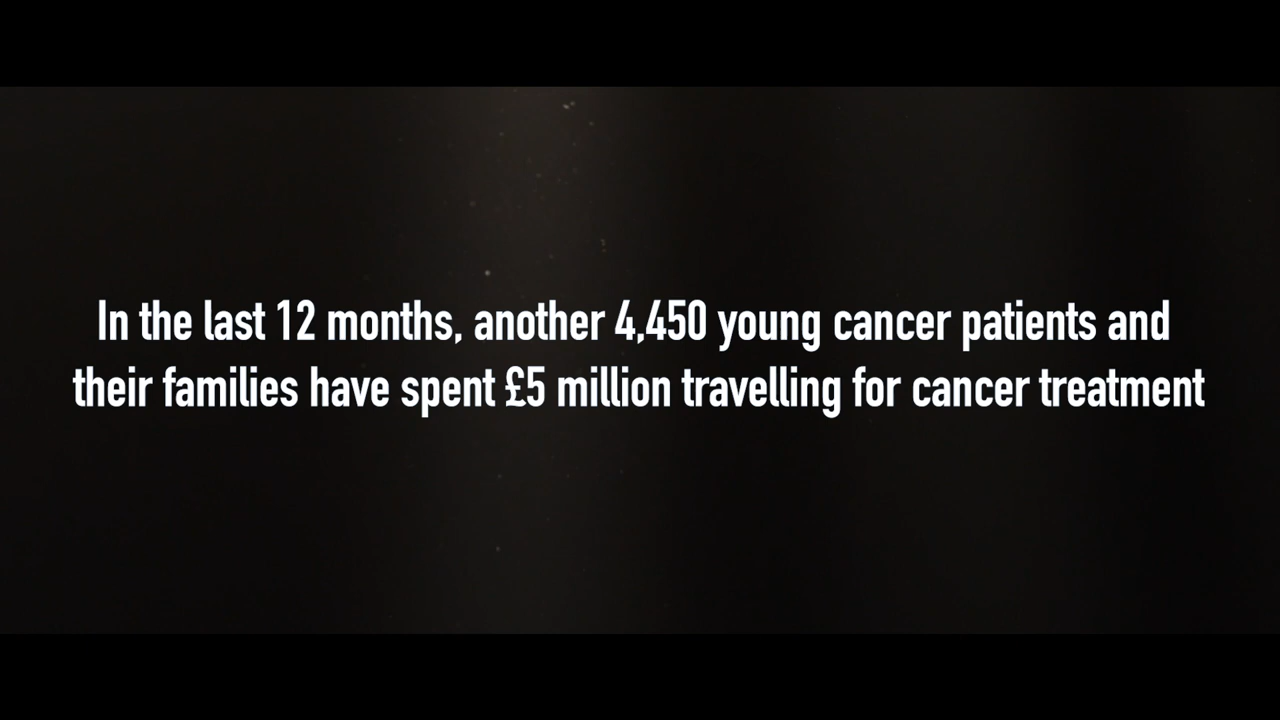 In the last 12 months, another 4,450 young cancer patients and
their families have spent £5 million travelling for cancer treatment